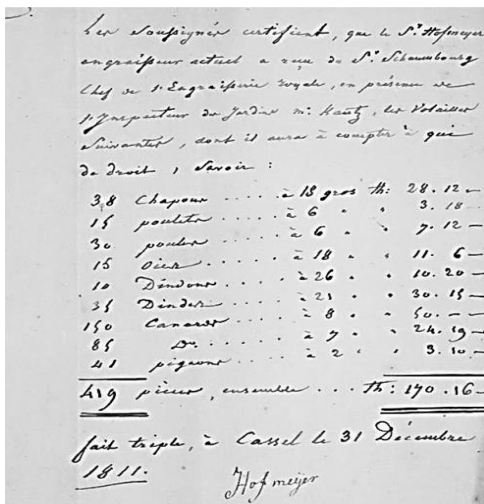 Les soussignés certifient, que le Sr. Hofmeyer
engraisseur actuel a reçu du Sr. Schaumbourg
Chef de l'Engraisserie royale, en présence de
l'Inspecteur du Jardin mr. Kautz, les Volailles
suivantes, dont il aura à compter à qui
de droit, Savoir :
38 Chapons . . . . à 18 gros th: 28. 12 —
15 poulets . . . . . à 6 " " 3. 18 —
30 poules . . . . . à 6 " " 7. 12 —
15 Oies . . . . . . à 18 " " 11. 6 —
10 Dindons . . . . . à 26 " " 10. 20 —
35 Dindes . . . . . à 21 " " 30. 15 —
150 Canards . . . . . à 8 " " 50. — —
85 Do. . . . . . . à 7 " " 24. 19 —
41 pigeons . . . . . à 2 " " 3. 10 —
419 pièces, ensemble . . . Th: 170. 16 —
fait triple, à Cassel le 31 Décembre
1811.
Hofmeijer